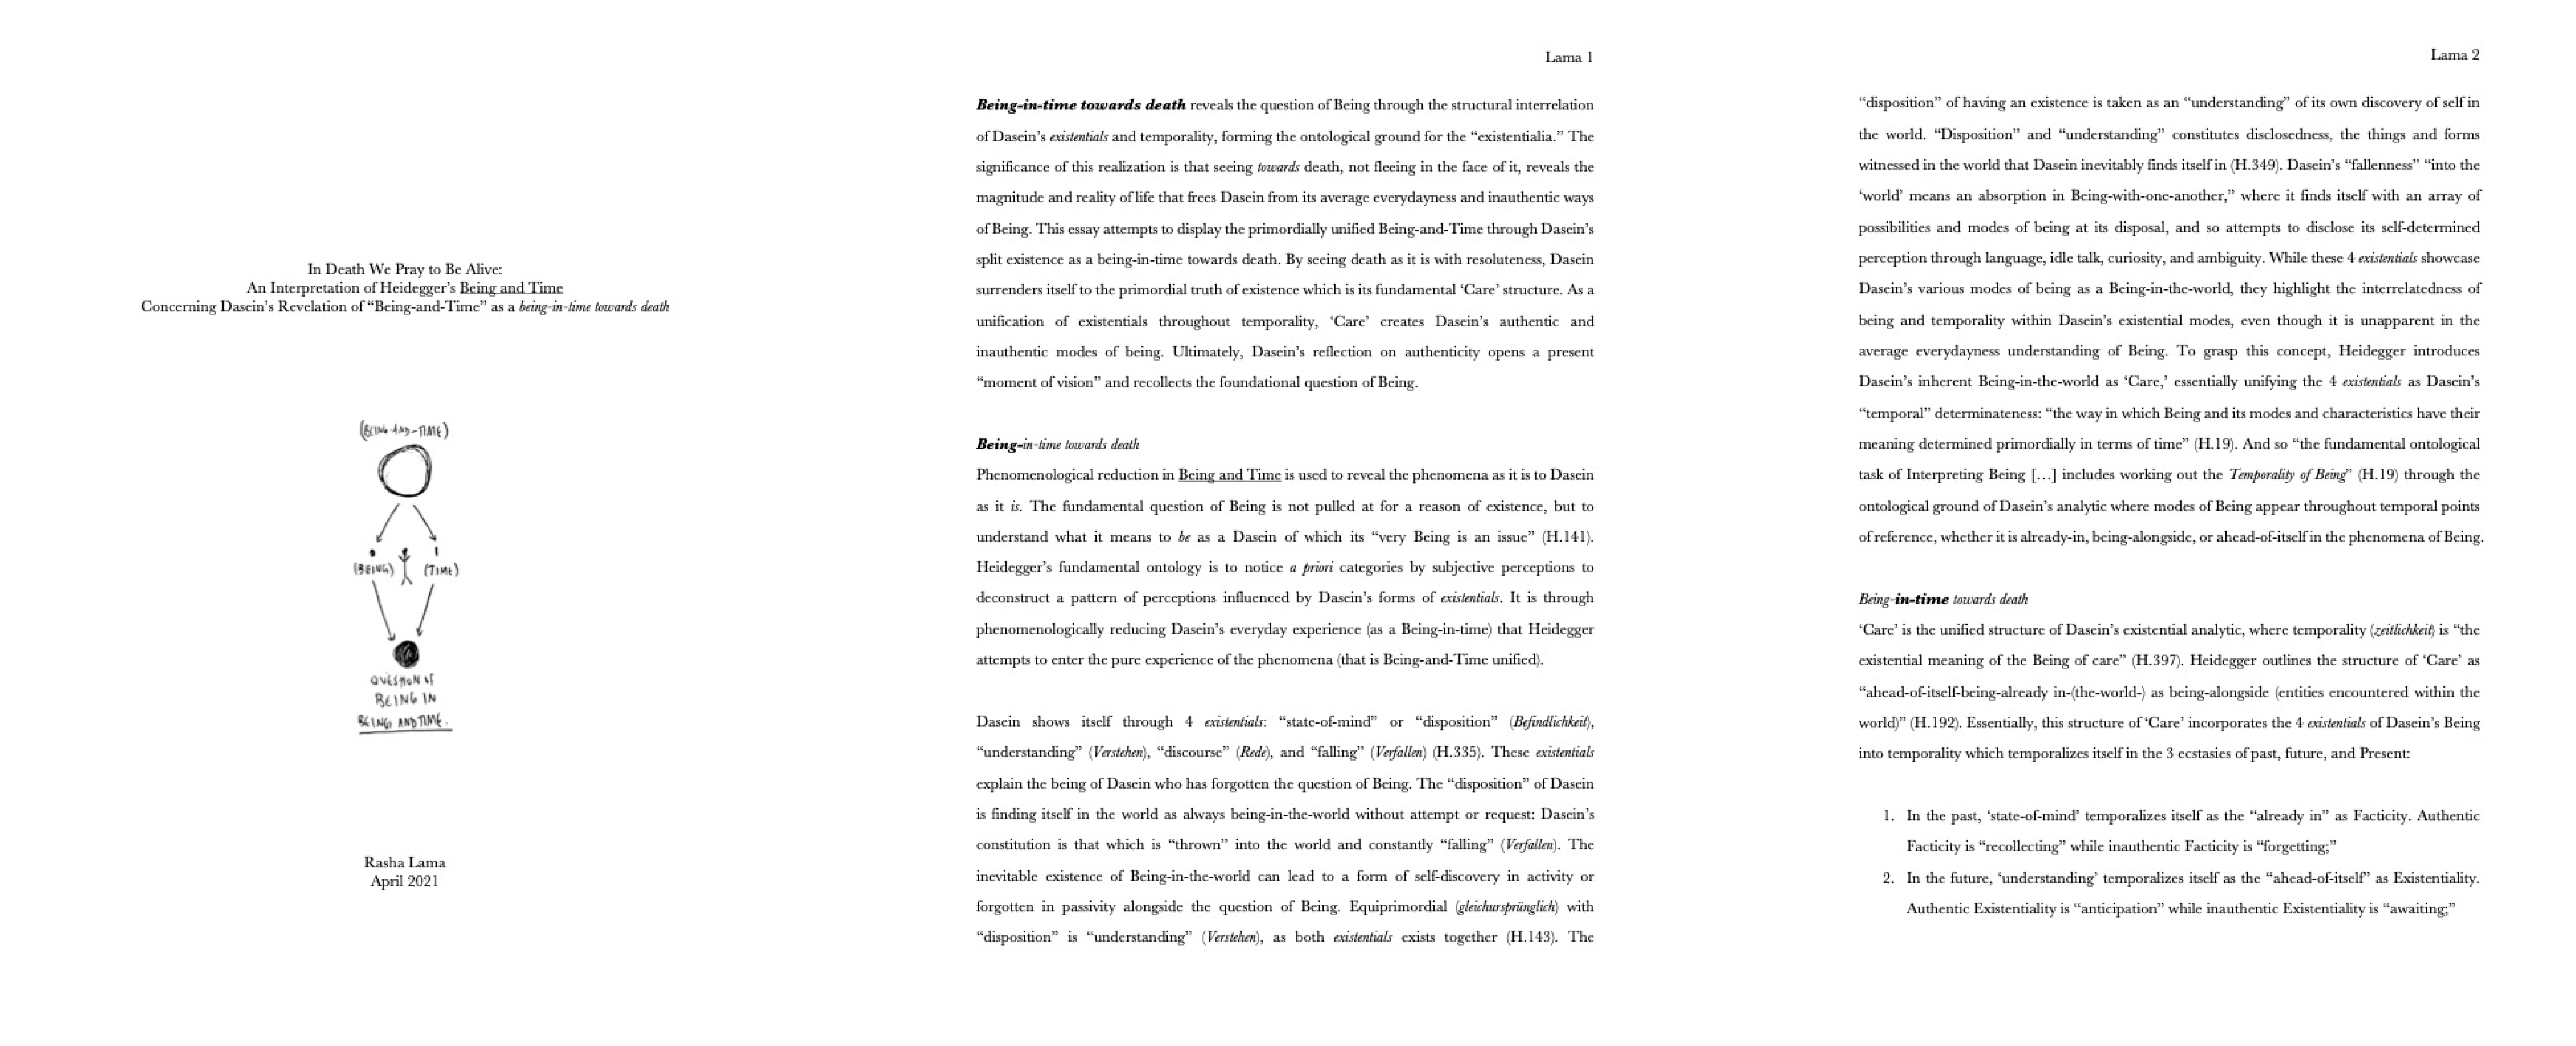 In Death We Pray to Be Alive:
An Interpretation of Heidegger's Being and Time
Concerning Dasein's Revelation of "Being-and-Time" as a being-in-time towards death
(BEING-AND-TIME)
(BEING) (TIME)
QUESTION OF
BEING IN
BEING AND TIME.
Rasha Lama
April 2021
Lama 1
Being-in-time towards death reveals the question of Being through the structural interrelation
of Dasein's existentials and temporality, forming the ontological ground for the "existentialia." The
significance of this realization is that seeing towards death, not fleeing in the face of it, reveals the
magnitude and reality of life that frees Dasein from its average everydayness and inauthentic ways
of Being. This essay attempts to display the primordially unified Being-and-Time through Dasein's
split existence as a being-in-time towards death. By seeing death as it is with resoluteness, Dasein
surrenders itself to the primordial truth of existence which is its fundamental 'Care' structure. As a
unification of existentials throughout temporality, 'Care' creates Dasein's authentic and
inauthentic modes of being. Ultimately, Dasein's reflection on authenticity opens a present
"moment of vision" and recollects the foundational question of Being.
Being-in-time towards death
Phenomenological reduction in Being and Time is used to reveal the phenomena as it is to Dasein
as it is. The fundamental question of Being is not pulled at for a reason of existence, but to
understand what it means to be as a Dasein of which its "very Being is an issue" (H.141).
Heidegger's fundamental ontology is to notice a priori categories by subjective perceptions to
deconstruct a pattern of perceptions influenced by Dasein's forms of existentials. It is through
phenomenologically reducing Dasein's everyday experience (as a Being-in-time) that Heidegger
attempts to enter the pure experience of the phenomena (that is Being-and-Time unified).
Dasein shows itself through 4 existentials: "state-of-mind" or "disposition" (Befindlichkeit),
"understanding" (Verstehen), "discourse" (Rede), and "falling" (Verfallen) (H.335). These existentials
explain the being of Dasein who has forgotten the question of Being. The "disposition" of Dasein
is finding itself in the world as always being-in-the-world without attempt or request: Dasein's
constitution is that which is "thrown" into the world and constantly "falling" (Verfallen). The
inevitable existence of Being-in-the-world can lead to a form of self-discovery in activity or
forgotten in passivity alongside the question of Being. Equiprimordial (gleichursprünglich) with
"disposition" is "understanding" (Verstehen), as both existentials exists together (H.143). The
Lama 2
"disposition" of having an existence is taken as an "understanding" of its own discovery of self in
the world. "Disposition" and "understanding" constitutes disclosedness, the things and forms
witnessed in the world that Dasein inevitably finds itself in (H.349). Dasein's "fallenness" "into the
'world' means an absorption in Being-with-one-another," where it finds itself with an array of
possibilities and modes of being at its disposal, and so attempts to disclose its self-determined
perception through language, idle talk, curiosity, and ambiguity. While these 4 existentials showcase
Dasein's various modes of being as a Being-in-the-world, they highlight the interrelatedness of
being and temporality within Dasein's existential modes, even though it is unapparent in the
average everydayness understanding of Being. To grasp this concept, Heidegger introduces
Dasein's inherent Being-in-the-world as 'Care,' essentially unifying the 4 existentials as Dasein's
"temporal" determinateness: "the way in which Being and its modes and characteristics have their
meaning determined primordially in terms of time" (H.19). And so "the fundamental ontological
task of Interpreting Being [...] includes working out the Temporality of Being" (H.19) through the
ontological ground of Dasein's analytic where modes of Being appear throughout temporal points
of reference, whether it is already-in, being-alongside, or ahead-of-itself in the phenomena of Being.
Being-in-time towards death
'Care' is the unified structure of Dasein's existential analytic, where temporality (zeitlichkeit) is "the
existential meaning of the Being of care" (H.397). Heidegger outlines the structure of 'Care' as
"ahead-of-itself-being-already in-(the-world-) as being-alongside (entities encountered within the
world)" (H.192). Essentially, this structure of 'Care' incorporates the 4 existentials of Dasein's Being
into temporality which temporalizes itself in the 3 ecstasies of past, future, and Present:
1. In the past, 'state-of-mind' temporalizes itself as the "already in" as Facticity. Authentic
Facticity is "recollecting" while inauthentic Facticity is "forgetting;"
2. In the future, 'understanding' temporalizes itself as the "ahead-of-itself" as Existentiality.
Authentic Existentiality is "anticipation" while inauthentic Existentiality is "awaiting;"